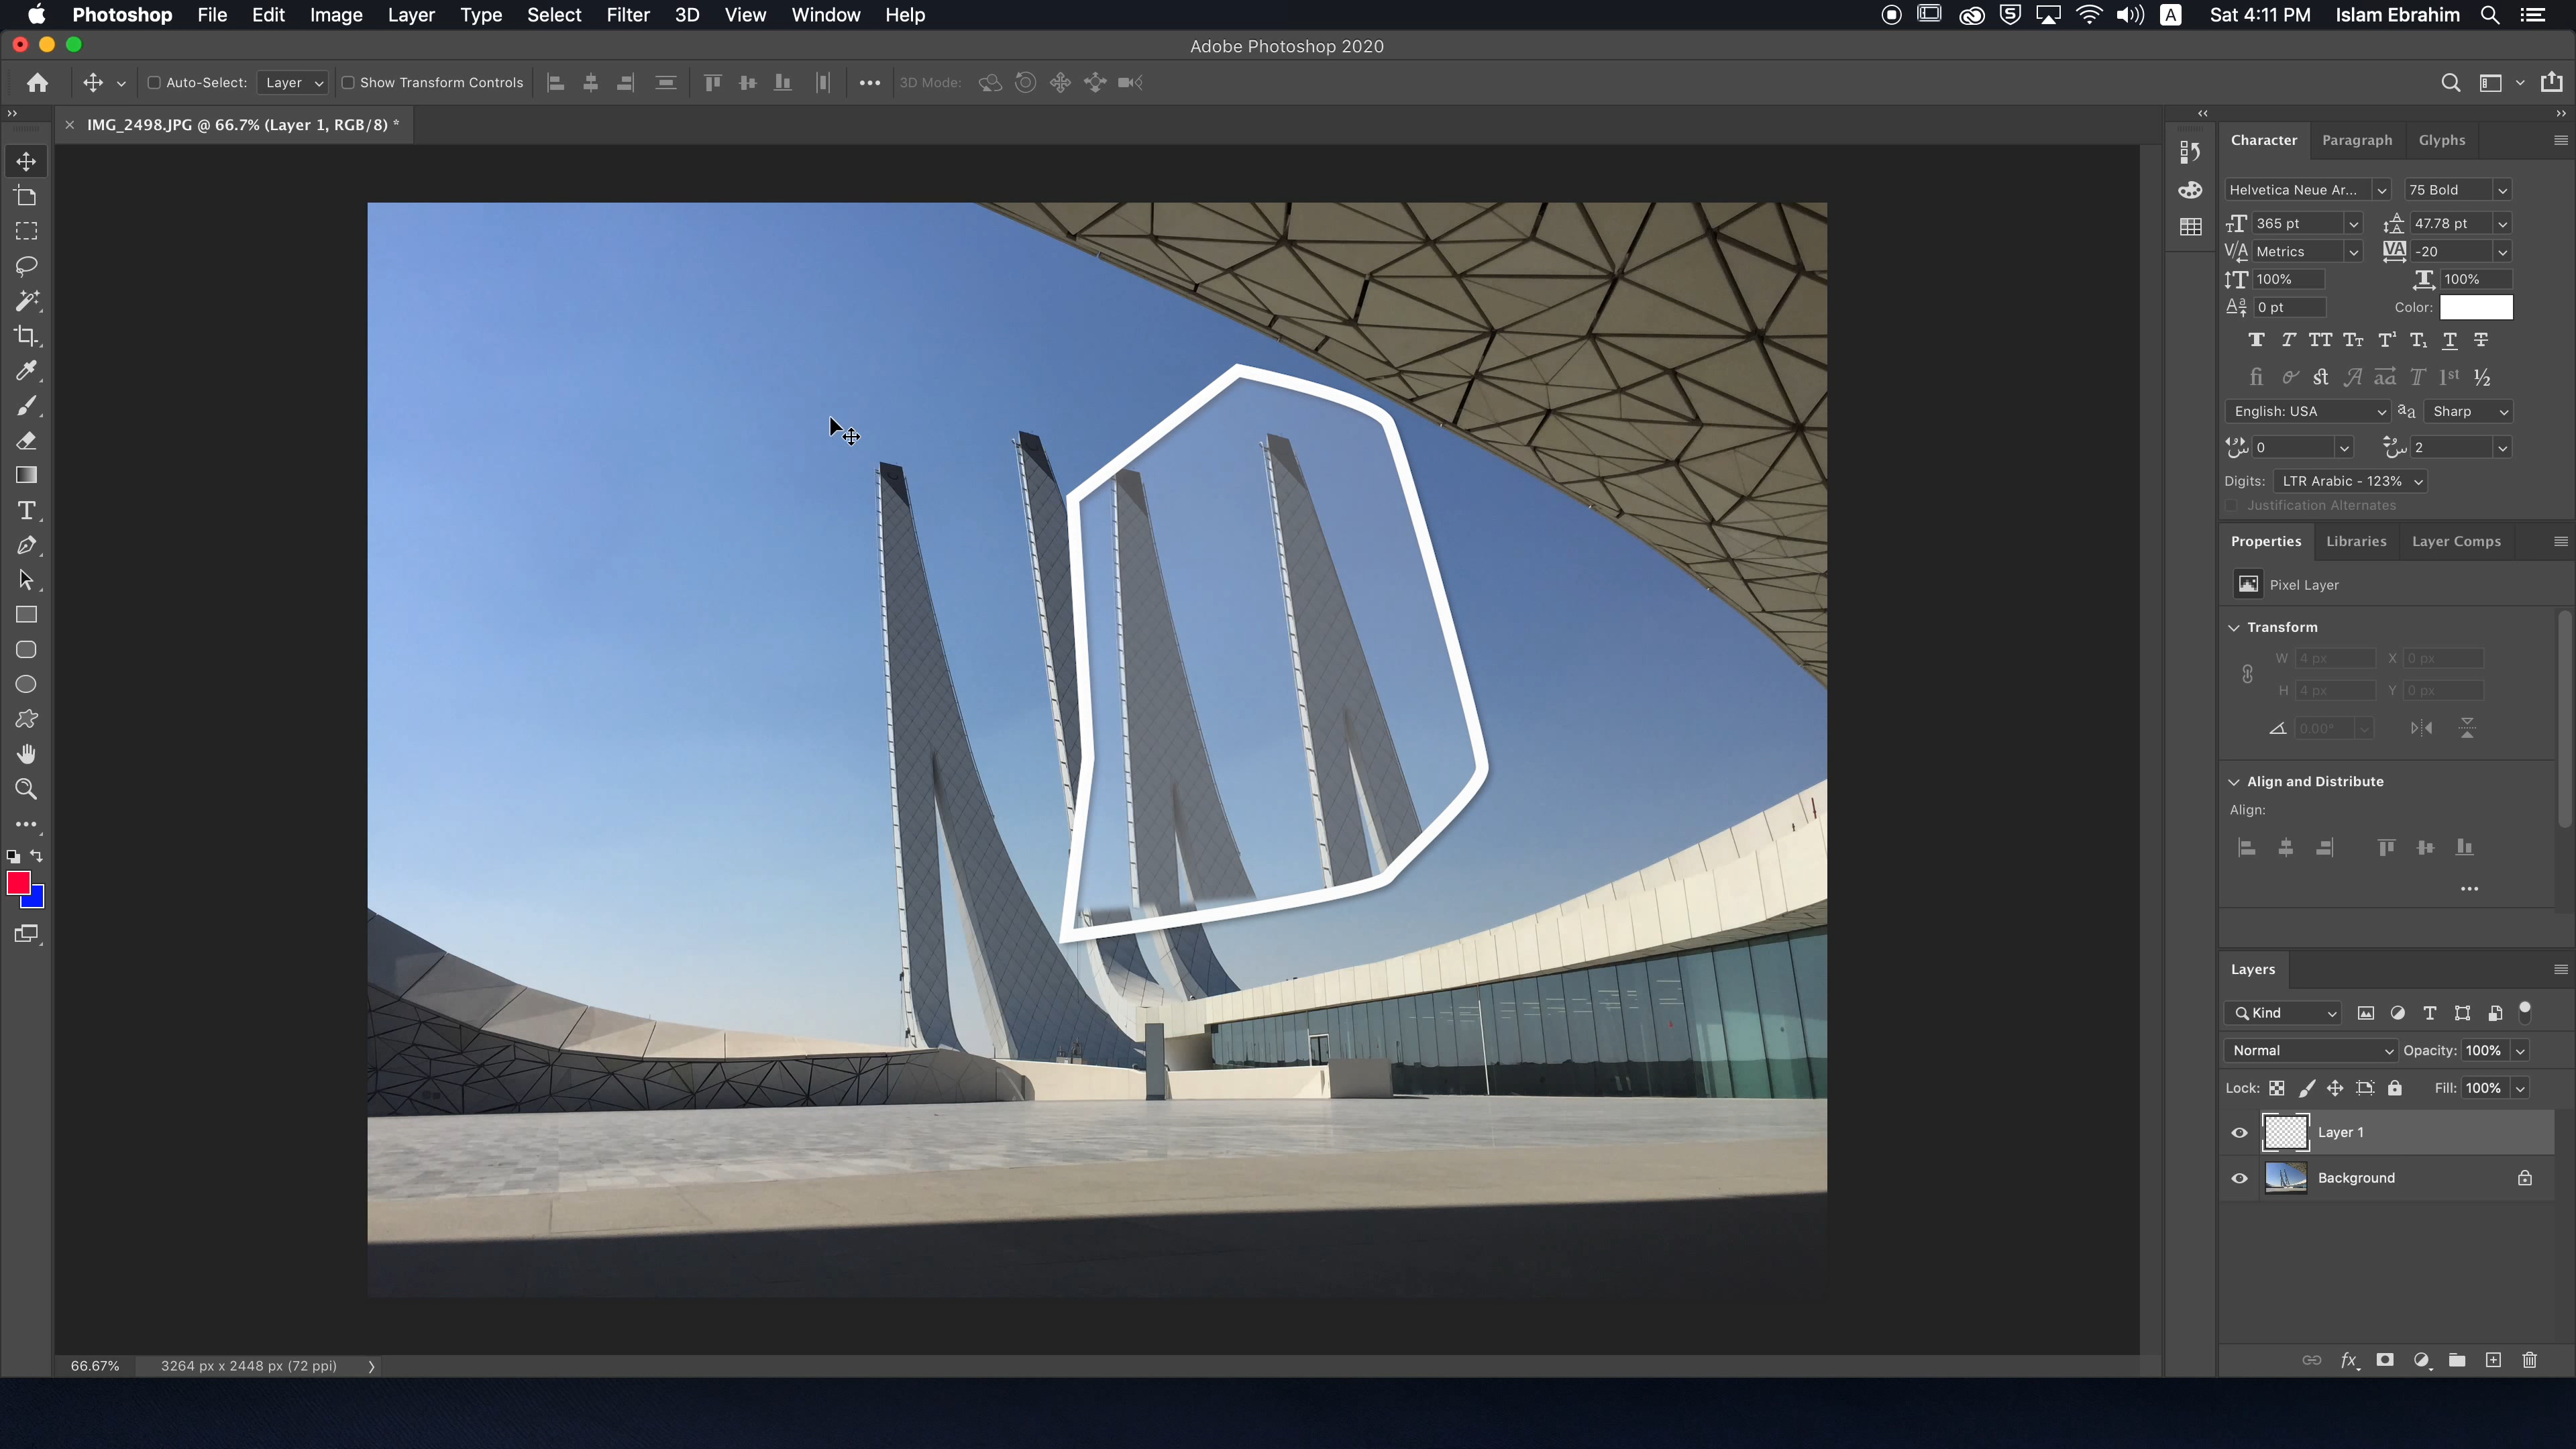 Photoshop File Edit Image Layer Type Select Filter 3D View Window Help A Sat 4:11 PM Islam Ebrahim
Adobe Photoshop 2020
Auto-Select: Layer Show Transform Controls 3D Mode:
IMG_2498.JPG @ 66.7% (Layer 1, RGB/8) *
Character Paragraph Glyphs
Helvetica Neue Ar... 75 Bold
365 pt 47.78 pt
Metrics -20
100% 100%
0 pt Color:
English: USA aa Sharp
0 2
Digits: LTR Arabic - 123%
Justification Alternates
Properties Libraries Layer Comps
Pixel Layer
Transform
W 4 px X 0 px
H 4 px Y 0 px
0.00°
Align and Distribute
Align:
Layers
Kind
Normal Opacity: 100%
Lock: Fill: 100%
Layer 1
Background
fx
66.67% 3264 px x 2448 px (72 ppi)